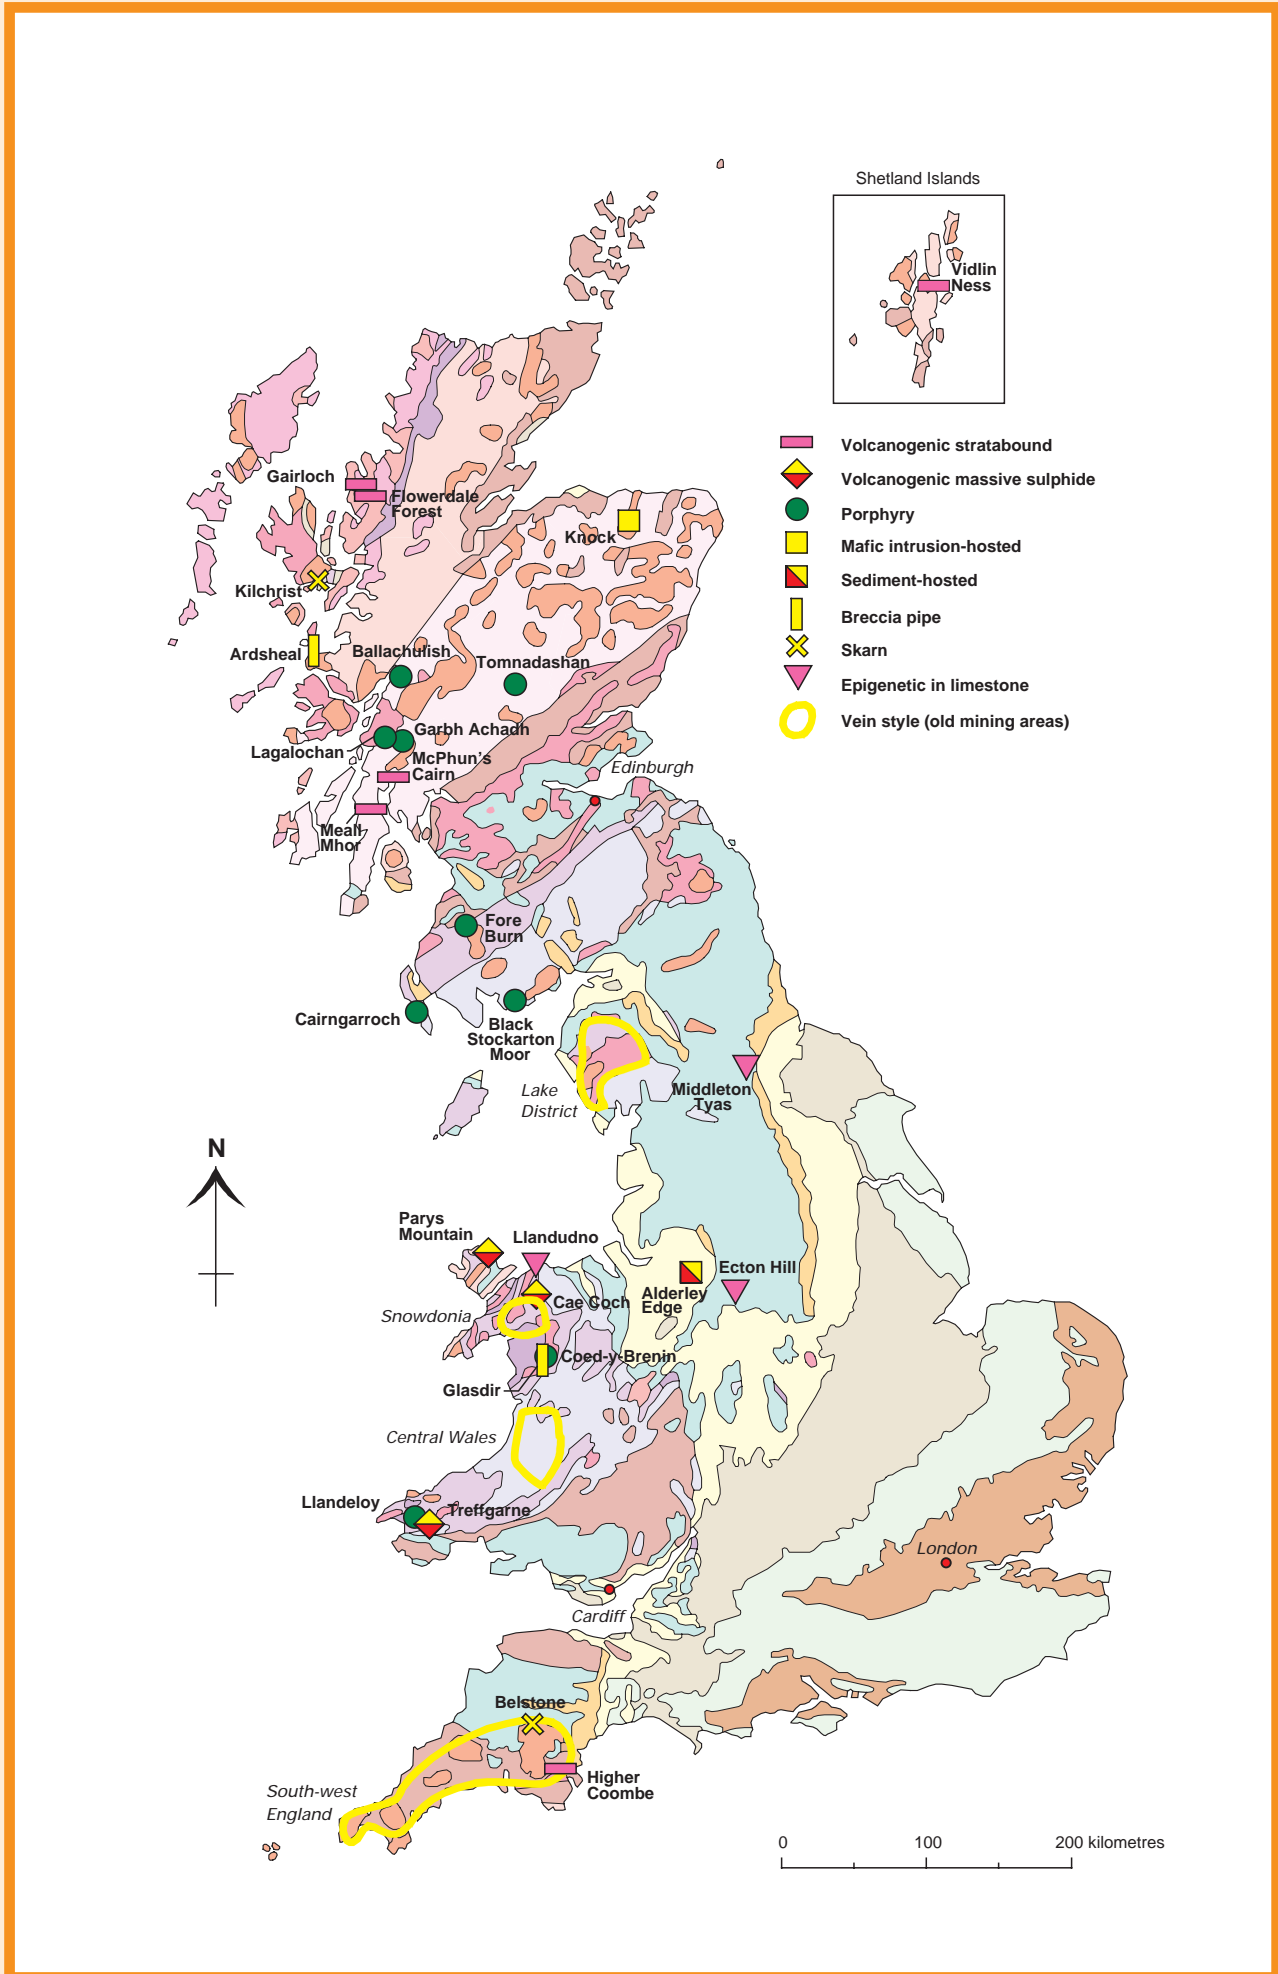 Shetland Islands
Vidlin
Ness
Volcanogenic stratabound
Volcanogenic massive sulphide
Porphyry
Mafic intrusion-hosted
Sediment-hosted
Breccia pipe
Skarn
Epigenetic in limestone
Vein style (old mining areas)
Gairloch
Flowerdale
Forest
Knock
Kilchrist
Ardsheal
Ballachulish
Tomnadashan
Garbh Achadh
Lagalochan
McPhun's
Cairn
Edinburgh
Meall
Mhor
Fore
Burn
Cairngarroch
Black
Stockarton
Moor
Lake
District
Middleton
Tyas
N
Parys
Mountain
Llandudno
Ecton Hill
Alderley
Edge
Cae Coch
Snowdonia
Coed-y-Brenin
Glasdir
Central Wales
Llandeloy
Treffgarne
London
Cardiff
Belstone
South-west
England
Higher
Coombe
0 100 200 kilometres